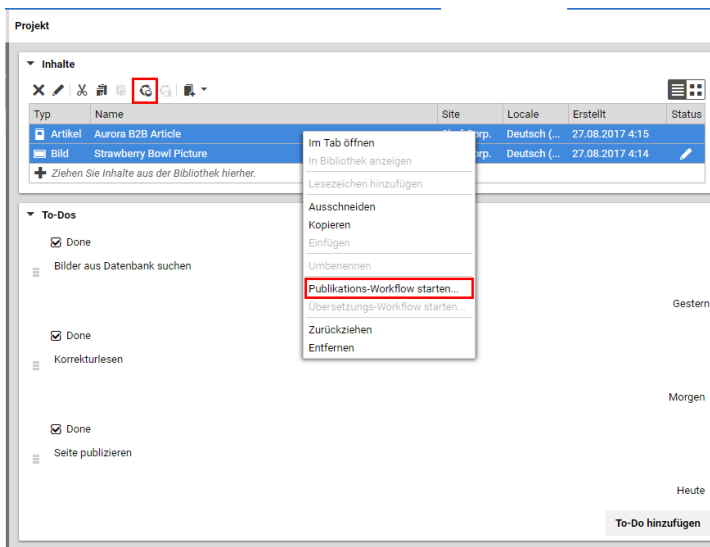 Projekt
Inhalte
Typ Name Site Locale Erstellt Status
Artikel Aurora B2B Article Corp. Deutsch (... 27.08.2017 4:15
Bild Strawberry Bowl Picture orp. Deutsch (... 27.08.2017 4:14
Ziehen Sie Inhalte aus der Bibliothek hierher.
Im Tab öffnen
In Bibliothek anzeigen
Lesezeichen hinzufügen
Ausschneiden
Kopieren
Einfügen
Umbenennen
Publikations-Workflow starten...
Übersetzungs-Workflow starten...
Zurückziehen
Entfernen
To-Dos
Done
Bilder aus Datenbank suchen
Gestern
Done
Korrekturlesen
Morgen
Done
Seite publizieren
Heute
To-Do hinzufügen